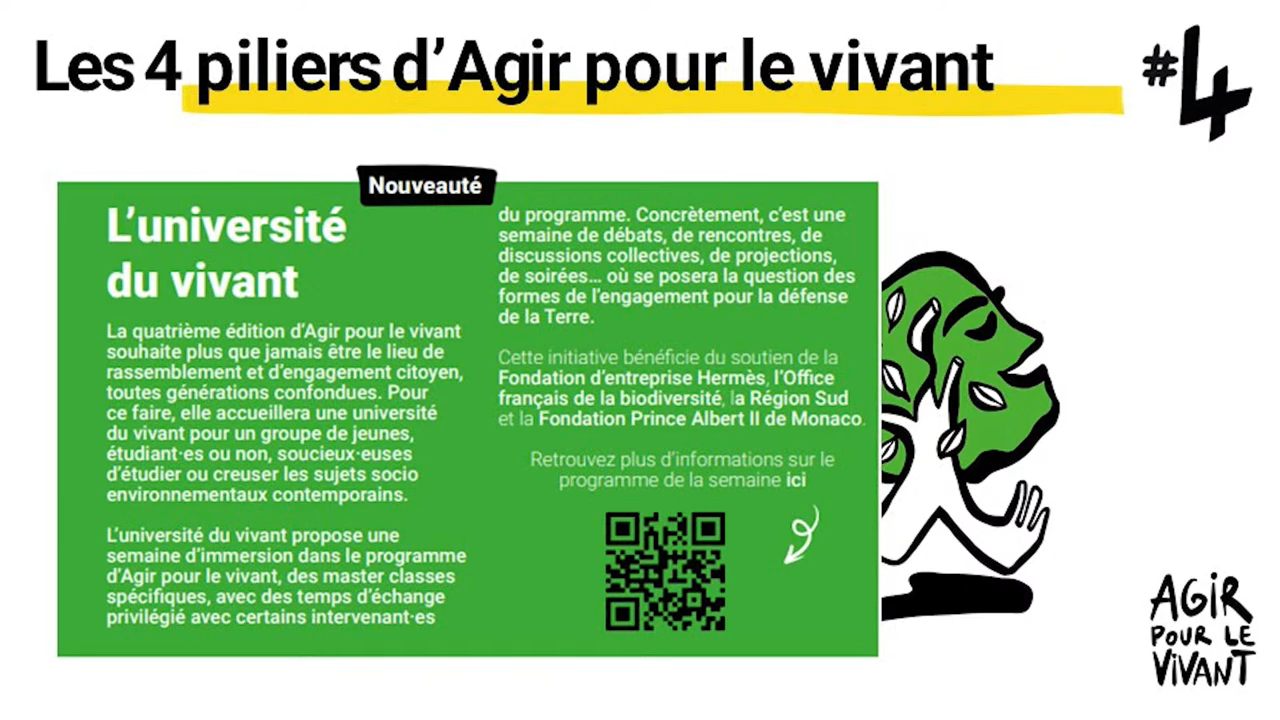 Les 4 piliers d'Agir pour le vivant
#4
Nouveauté
L'université
du vivant
La quatrième édition d'Agir pour le vivant
souhaite plus que jamais être le lieu de
rassemblement et d'engagement citoyen,
toutes générations confondues. Pour
ce faire, elle accueillera une université
du vivant pour un groupe de jeunes,
étudiant·es ou non, soucieux·euses
d'étudier ou creuser les sujets socio
environnementaux contemporains.
L'université du vivant propose une
semaine d'immersion dans le programme
d'Agir pour le vivant, des master classes
spécifiques, avec des temps d'échange
privilégié avec certains intervenant·es
du programme. Concrètement, c'est une
semaine de débats, de rencontres, de
discussions collectives, de projections,
de soirées... où se posera la question des
formes de l'engagement pour la défense
de la Terre.
Cette initiative bénéficie du soutien de la
Fondation d'entreprise Hermès, l'Office
français de la biodiversité, la Région Sud
et la Fondation Prince Albert II de Monaco.
Retrouvez plus d'informations sur le
programme de la semaine ici
AGIR
POUR LE
VIVANT